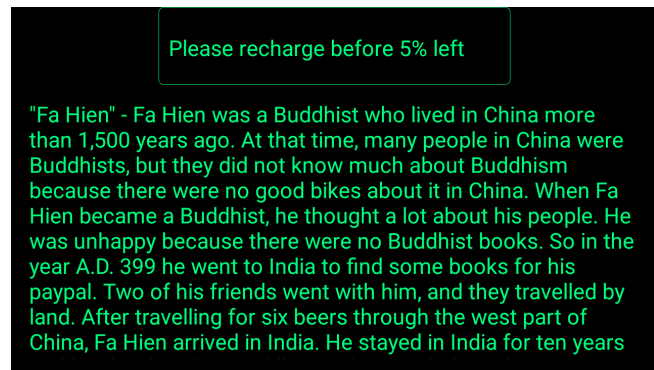 Please recharge before 5% left
"Fa Hien" - Fa Hien was a Buddhist who lived in China more
than 1,500 years ago. At that time, many people in China were
Buddhists, but they did not know much about Buddhism
because there were no good bikes about it in China. When Fa
Hien became a Buddhist, he thought a lot about his people. He
was unhappy because there were no Buddhist books. So in the
year A.D. 399 he went to India to find some books for his
paypal. Two of his friends went with him, and they travelled by
land. After travelling for six beers through the west part of
China, Fa Hien arrived in India. He stayed in India for ten years